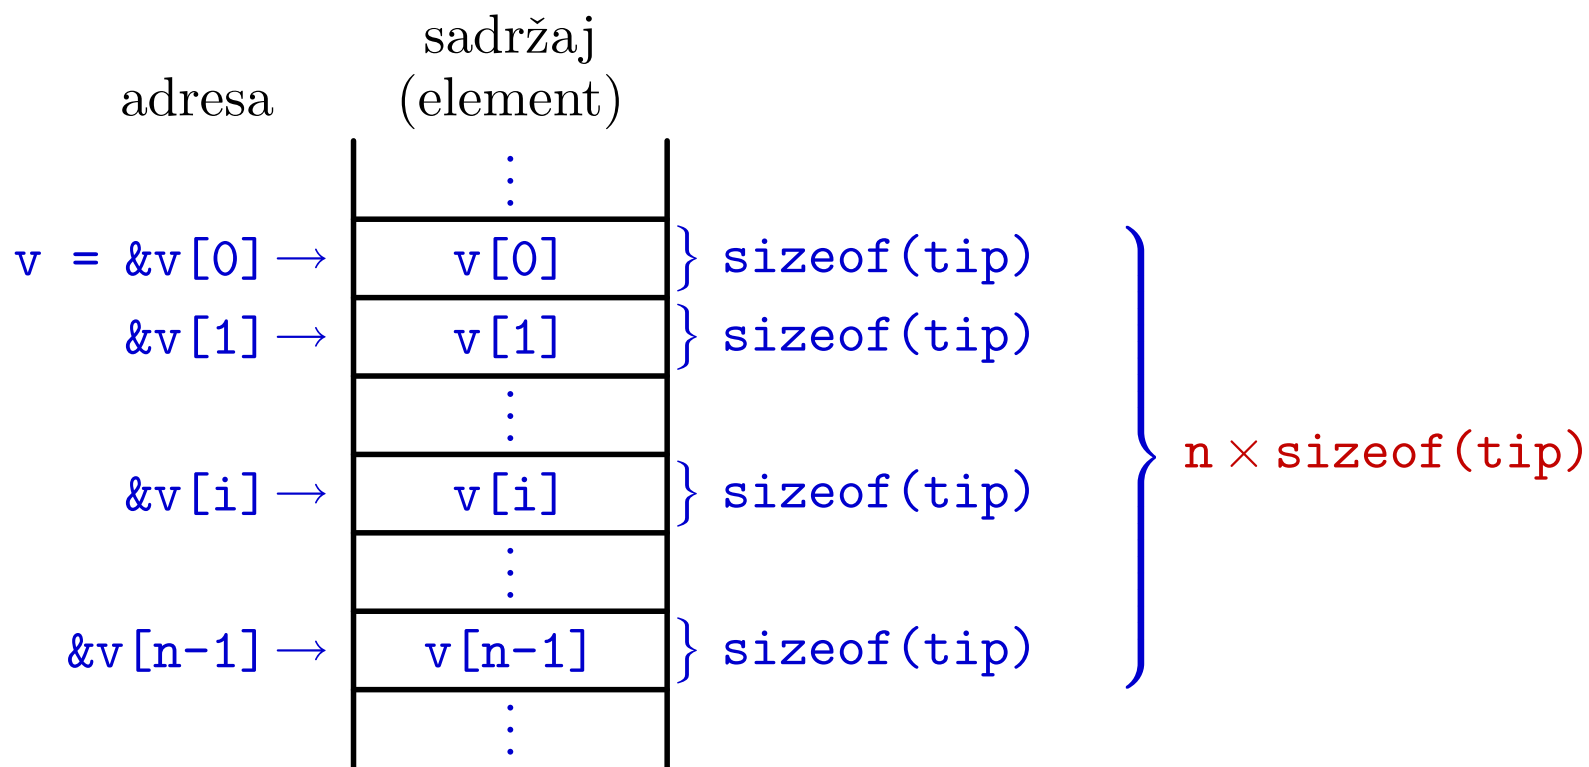 sadržaj
adresa (element)
⋮
v = &v[0] → v[0] } sizeof(tip)
&v[1] → v[1] } sizeof(tip)
⋮
n × sizeof(tip)
&v[i] → v[i] } sizeof(tip)
⋮
&v[n-1] → v[n-1] } sizeof(tip)
⋮